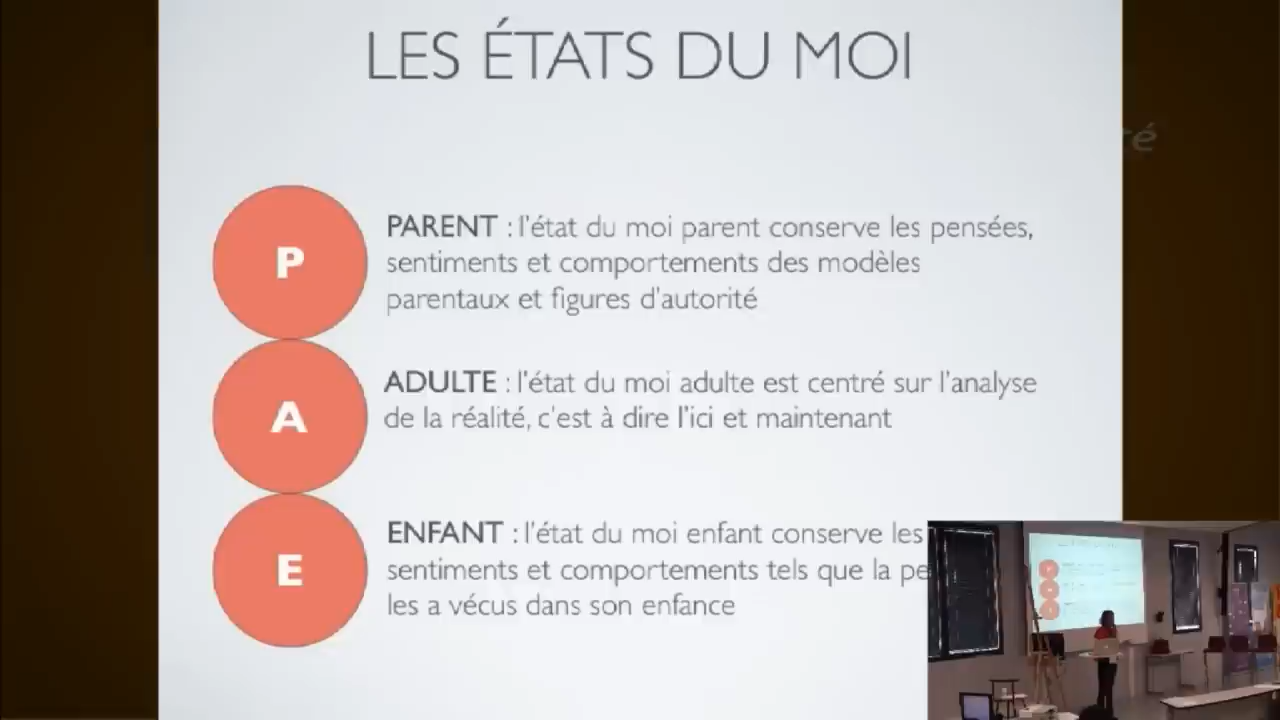 LES ÉTATS DU MOI
té
P
PARENT : l'état du moi parent conserve les pensées,
sentiments et comportements des modèles
parentaux et figures d'autorité
A
ADULTE : l'état du moi adulte est centré sur l'analyse
de la réalité, c'est à dire l'ici et maintenant
E
ENFANT : l'état du moi enfant conserve les
sentiments et comportements tels que la pe
les a vécus dans son enfance